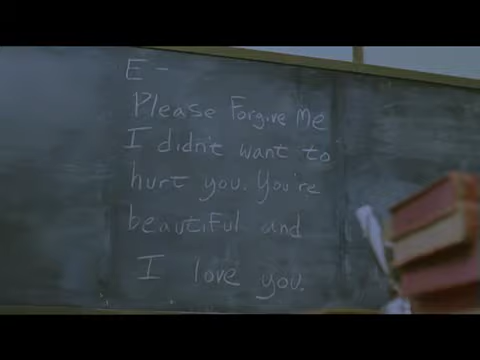 E-
Please Forgive Me
I didn't want to
hurt you. You're
beautiful and
I love you.